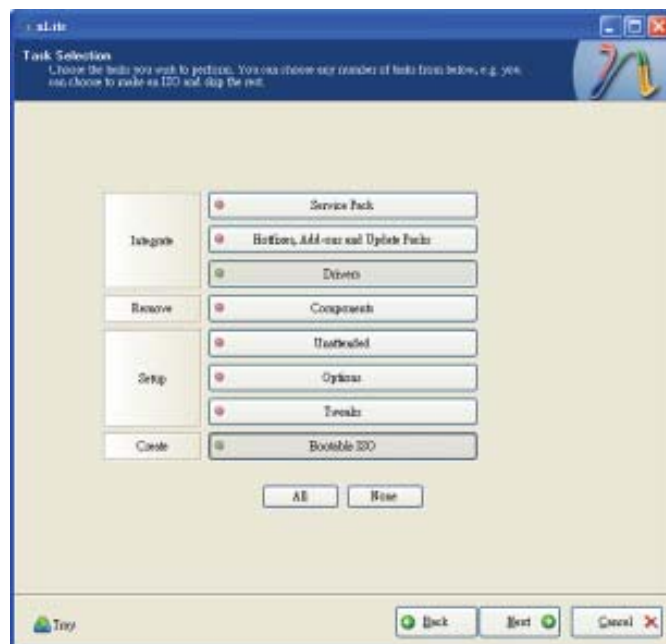 nLite
Task Selection
Choose the tasks you wish to perform. You can choose any number of tasks from below, e.g. you
can choose to make an ISO and skip the rest.
Integrate
Service Pack
Hotfixes, Add-ons and Update Packs
Drivers
Remove
Components
Setup
Unattended
Options
Tweaks
Create
Bootable ISO
All
None
Tray
Back
Next
Cancel